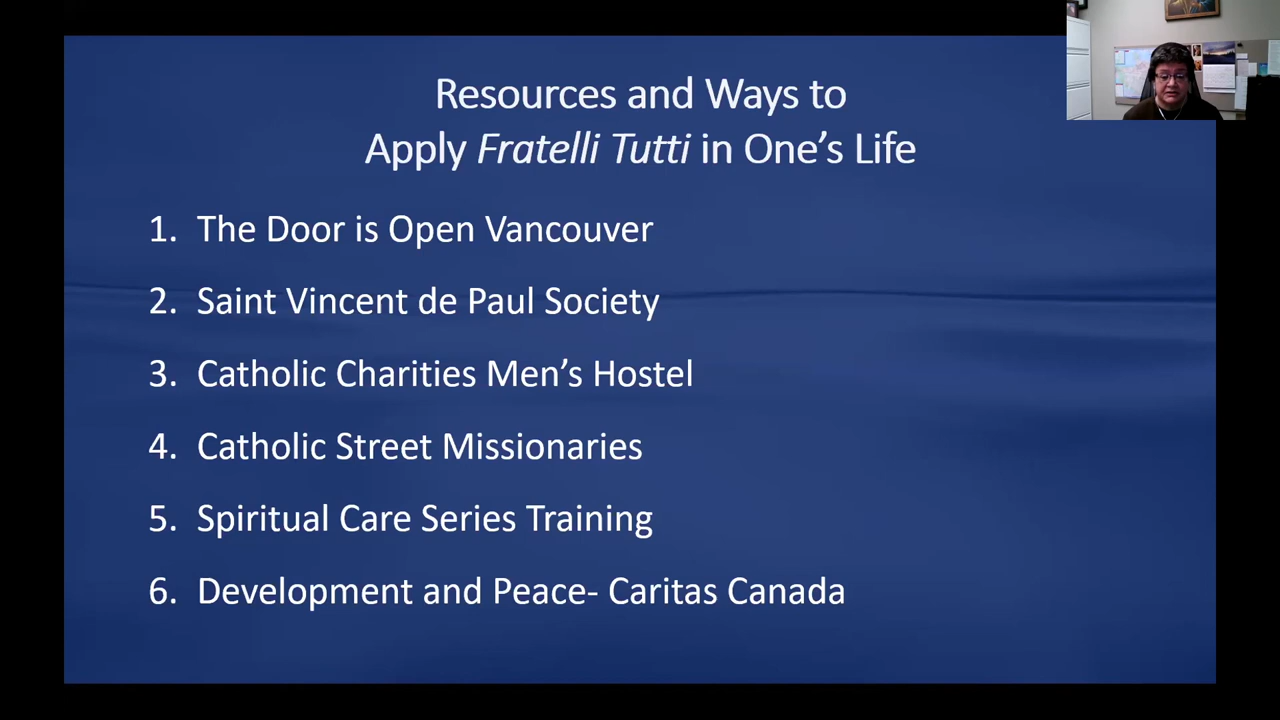 Resources and Ways to
Apply Fratelli Tutti in One's Life
1. The Door is Open Vancouver
2. Saint Vincent de Paul Society
3. Catholic Charities Men's Hostel
4. Catholic Street Missionaries
5. Spiritual Care Series Training
6. Development and Peace- Caritas Canada